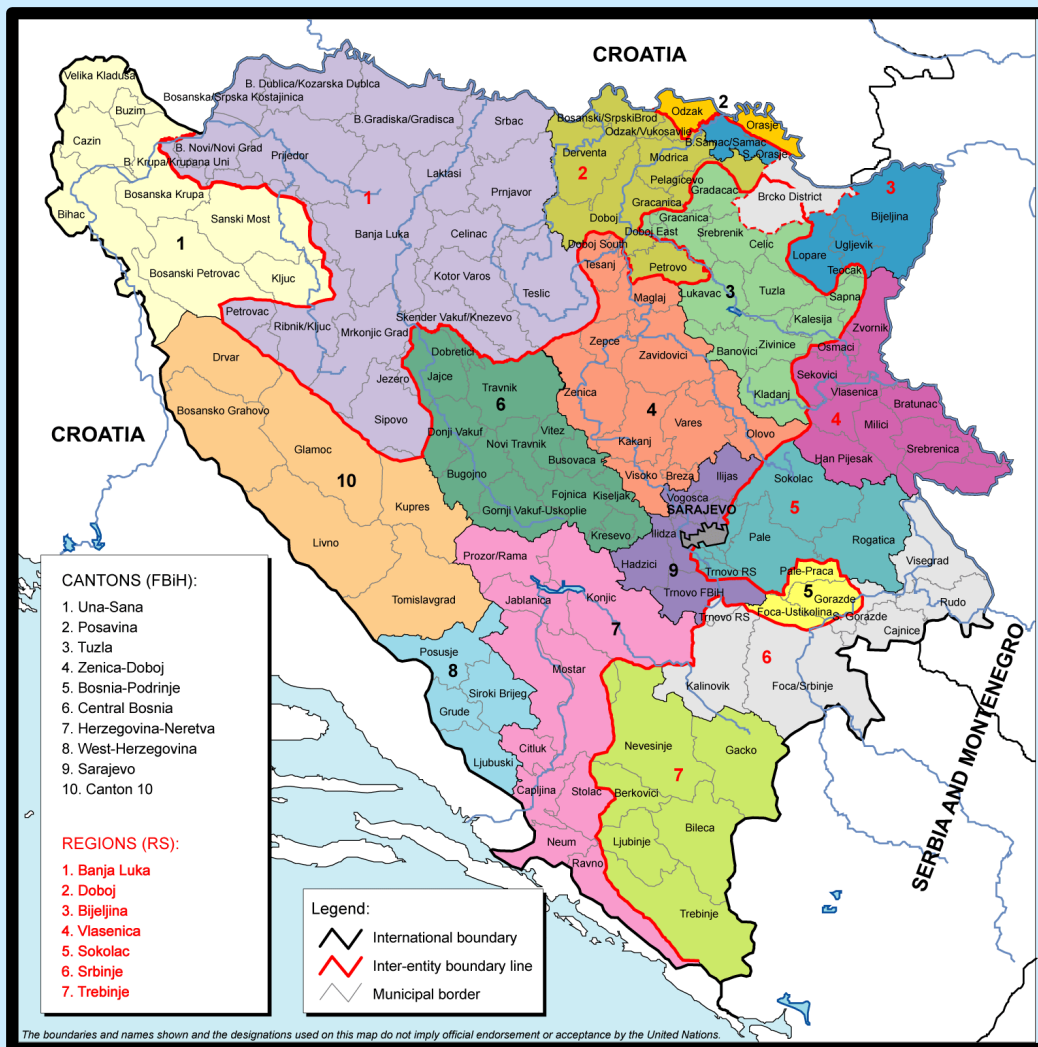 CROATIA
2
Velika Kladusa
B. Dublica/Kozarska Dublca
Bosanska/Srpska Kostajinica
Buzim
Odzak
Srbac
Bosanski/SrpskiBrod
B.Gradiska/Gradisca
Orasje
Odzak/Vukosavlje
Cazin
B. Novi/Novi Grad
B.Samac/Samac
S. Orasje
Derventa
Modrica
B. Krupa/Krupana Uni
Prijedor
Laktasi
2
Pelagicevo
Gradacac
3
Bosanska Krupa
1
Prnjavor
Gracanica
Brcko District
Bihac
Sanski Most
Doboj
Gracanica
Bijeljina
Banja Luka
Celinac
Doboj East
Srebrenik
Celic
1
Doboj South
Ugljevik
Lopare
Tesanj
Petrovo
Teocak
Bosanski Petrovac
Kljuc
Kotor Varos
Lukavac
3
Tuzla
Teslic
Maglaj
Sapna
Petrovac
Skender Vakuf/Knezevo
Kalesija
Zvornik
Ribnik/Kljuc
Mrkonjic Grad
Zepce
Zivinice
Osmaci
Drvar
Dobretici
Zavidovici
Banovici
Jezero
Jajce
Travnik
Zenica
Sekovici
Kladanj
Vlasenica
Bosansko Grahovo
6
4
Bratunac
Sipovo
Vares
4
Milici
CROATIA
Donji Vakuf
Vitez
Olovo
Glamoc
Novi Travnik
Kakanj
Srebrenica
Busovaca
Han Pijesak
Bugojno
Visoko
Breza
Ilijas
Sokolac
10
Fojnica
Kiseljak
Vogosca
Kupres
Gornji Vakuf-Uskoplie
SARAJEVO
5
Kresevo
Ilidza
Pale
Rogatica
Livno
Prozor/Rama
Hadzici
Visegrad
9
Trnovo RS
Pale-Praca
Tomislavgrad
Jablanica
Konjic
Trnovo FBiH
5
Gorazde
Rudo
Foca-Ustikolina
Trnovo RS
S. Gorazde
7
Cajnice
Posusje
Mostar
6
8
Siroki Brijeg
Kalinovik
Foca/Srbinje
Grude
Citluk
Nevesinje
Gacko
Ljubuski
7
Capljina
Stolac
Berkovici
Bileca
Neum
Ljubinje
Ravno
Trebinje
SERBIA AND MONTENEGRO
CANTONS (FBiH):
1. Una-Sana
2. Posavina
3. Tuzla
4. Zenica-Doboj
5. Bosnia-Podrinje
6. Central Bosnia
7. Herzegovina-Neretva
8. West-Herzegovina
9. Sarajevo
10. Canton 10
REGIONS (RS):
1. Banja Luka
2. Doboj
3. Bijeljina
4. Vlasenica
5. Sokolac
6. Srbinje
7. Trebinje
Legend:
International boundary
Inter-entity boundary line
Municipal border
The boundaries and names shown and the designations used on this map do not imply official endorsement or acceptance by the United Nations.